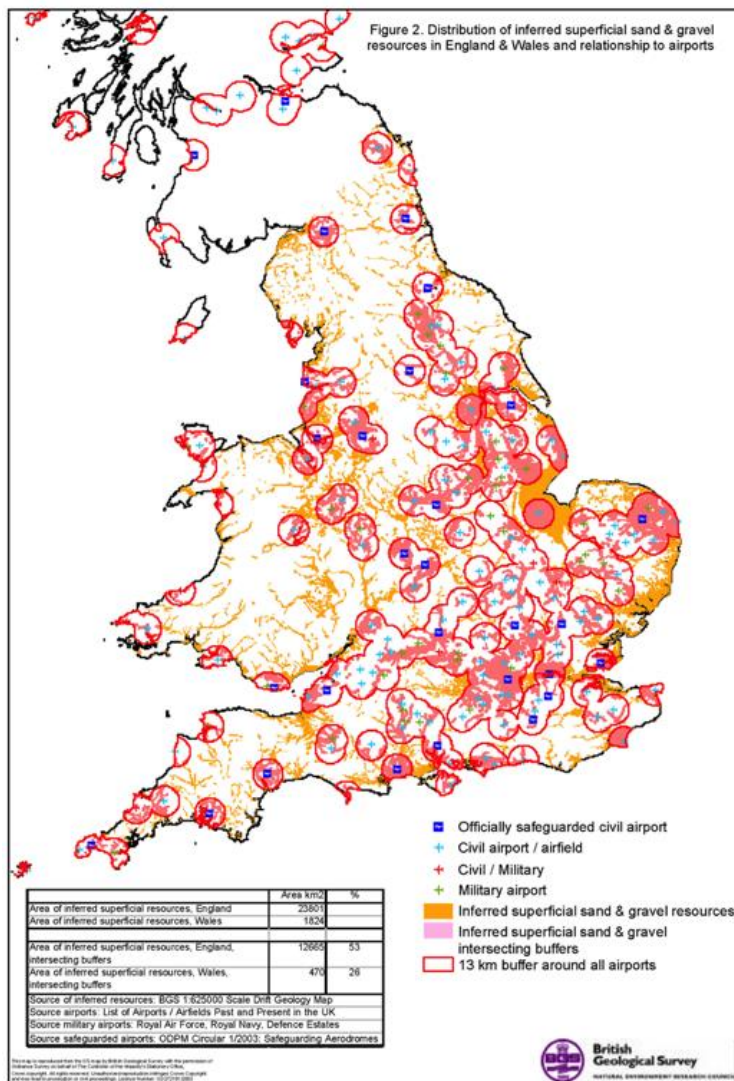 Figure 2. Distribution of inferred superficial sand & gravel
resources in England & Wales and relationship to airports
Officially safeguarded civil airport
Civil airport / airfield
Civil / Military
Military airport
Inferred superficial sand & gravel resources
Inferred superficial sand & gravel
intersecting buffers
13 km buffer around all airports
Area km2 %
Area of inferred superficial resources, England 23801
Area of inferred superficial resources, Wales 1824
Area of inferred superficial resources, England,
intersecting buffers 12665 53
Area of inferred superficial resources, Wales,
intersecting buffers 470 26
Source of inferred resources: BGS 1:625000 Scale Drift Geology Map
Source airports: List of Airports / Airfields Past and Present in the UK
Source military airports: Royal Air Force, Royal Navy, Defence Estates
Source safeguarded airports: ODPM Circular 1/2003: Safeguarding Aerodromes
BGS
British
Geological Survey
NATURAL ENVIRONMENT RESEARCH COUNCIL